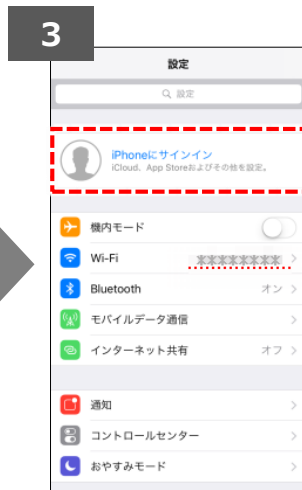 3
設定
設定
iPhoneにサインイン
iCloud、App Storeおよびその他を設定。
機内モード
Wi-Fi ********
Bluetooth オン
モバイルデータ通信
インターネット共有 オフ
通知
コントロールセンター
おやすみモード